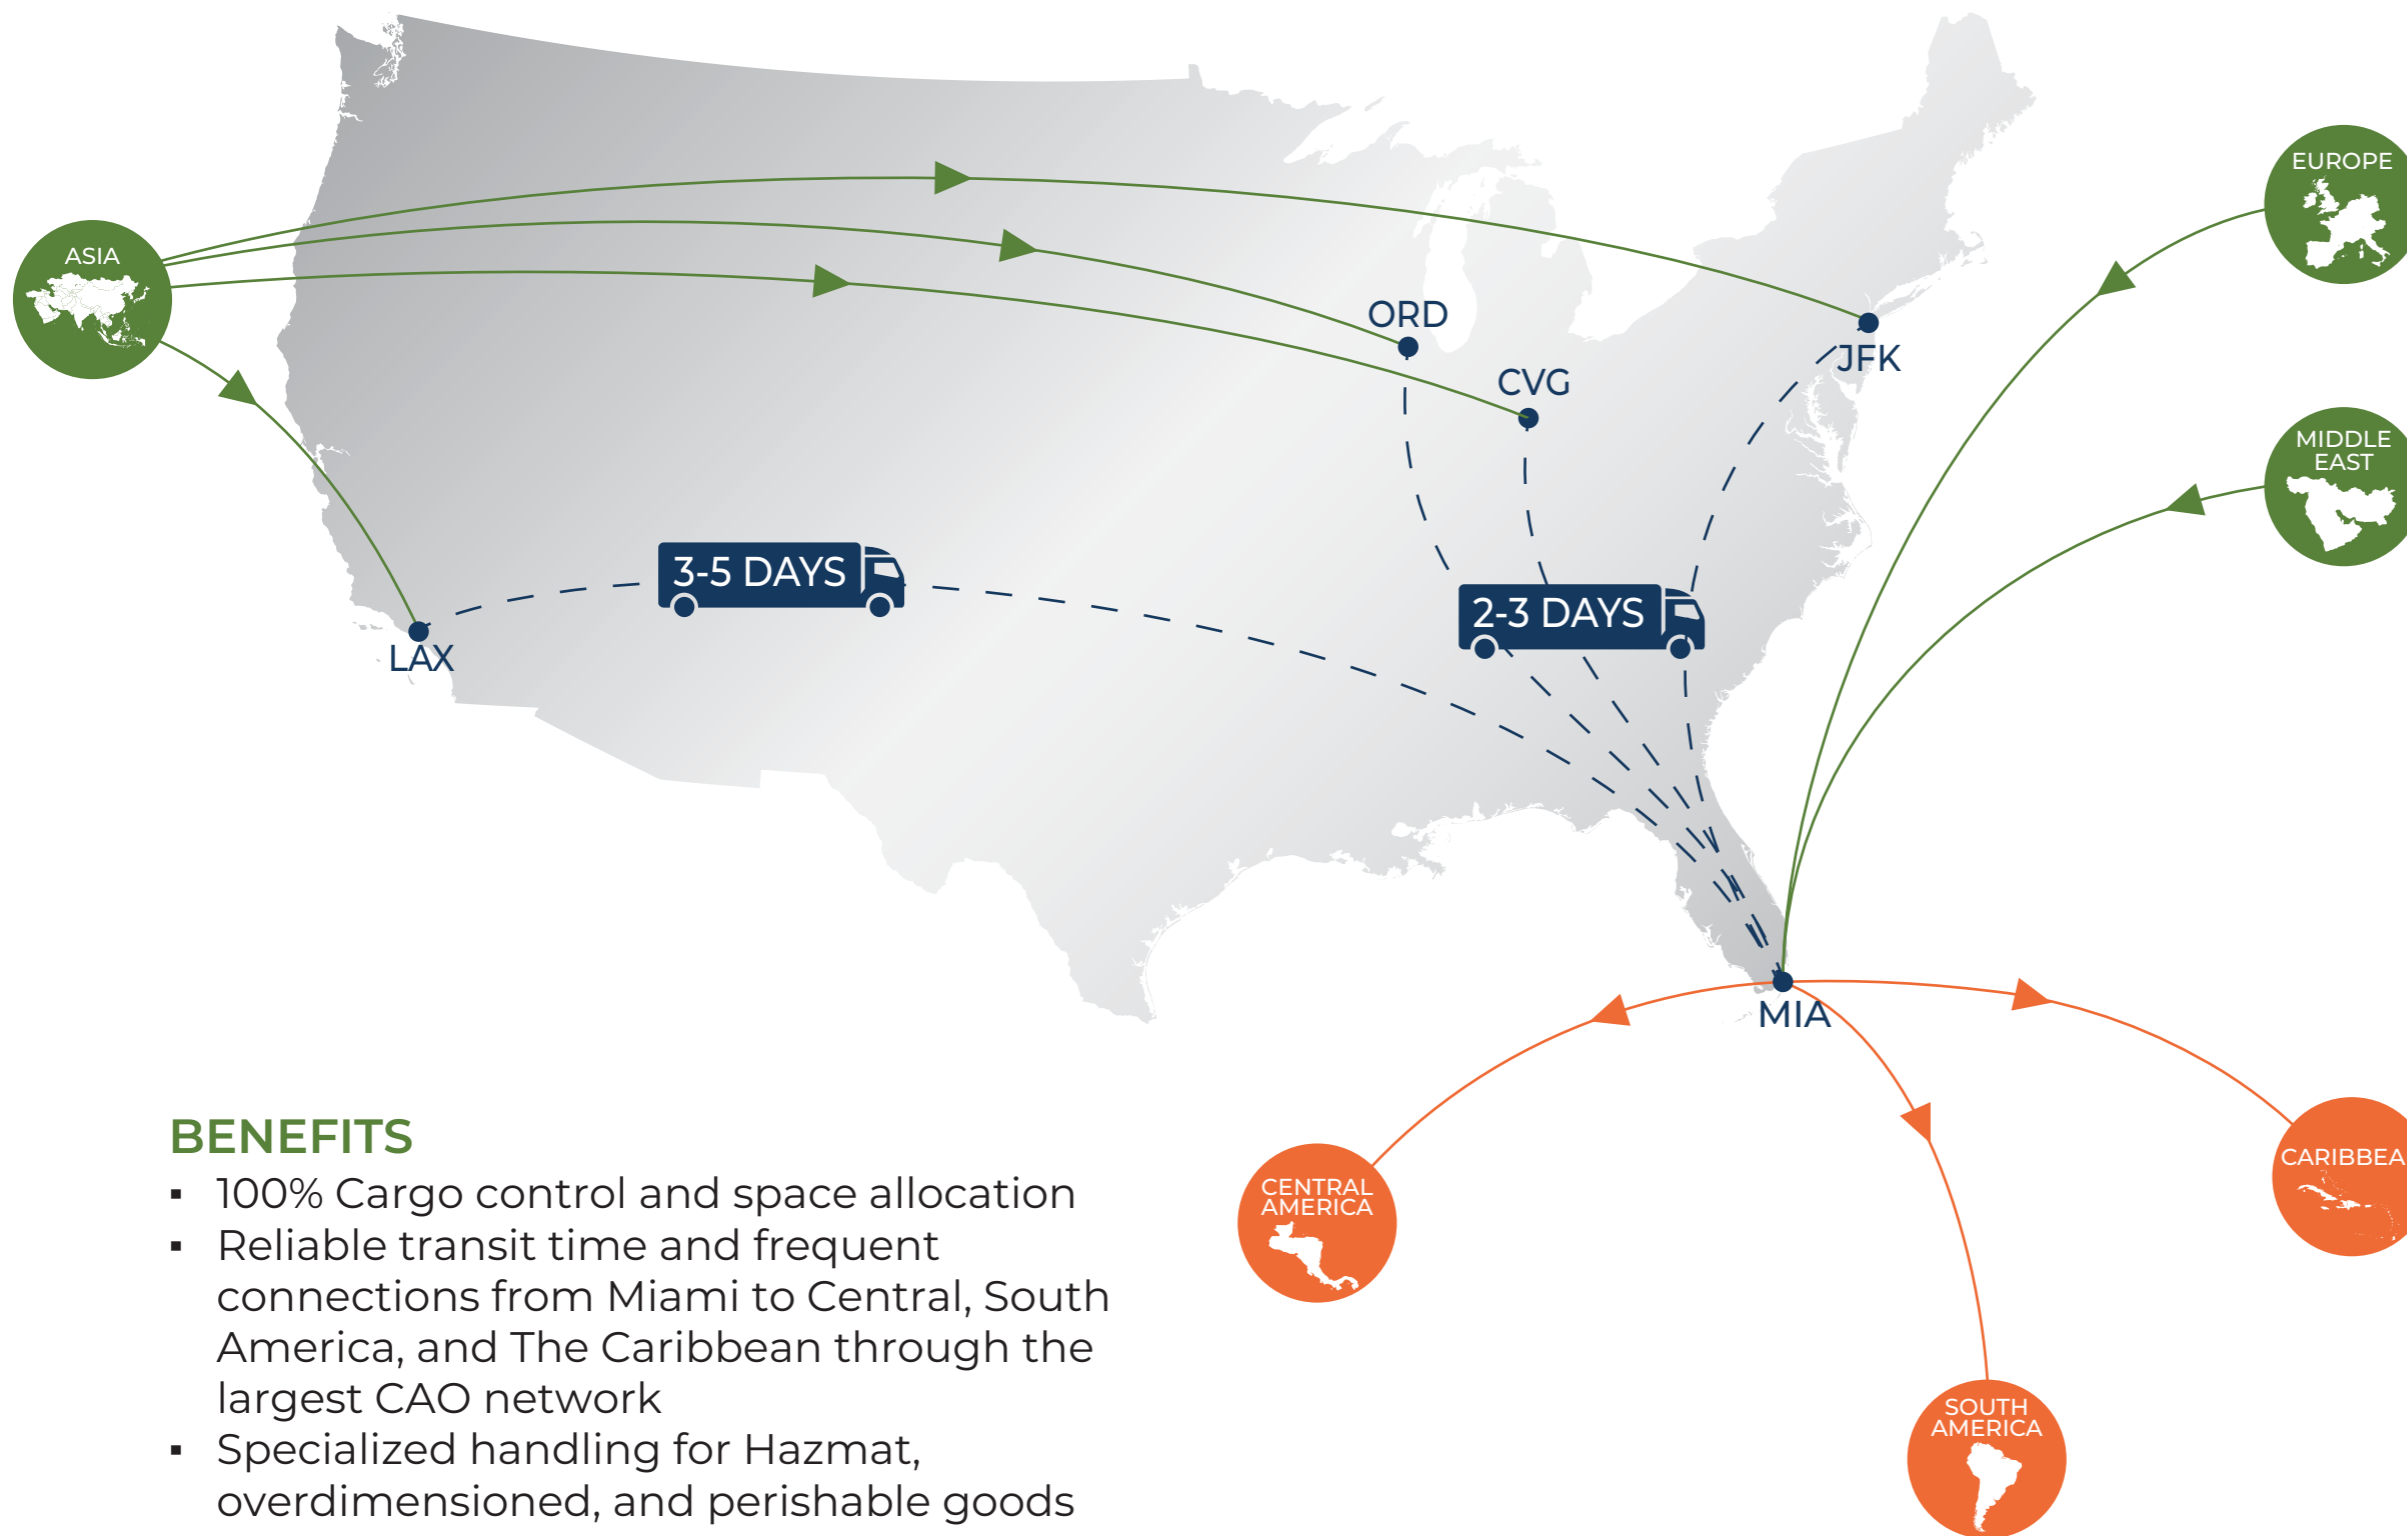 EUROPE
ASIA
ORD
JFK
CVG
MIDDLE
EAST
3-5 DAYS
2-3 DAYS
LAX
MIA
BENEFITS
▪ 100% Cargo control and space allocation
▪ Reliable transit time and frequent
connections from Miami to Central, South
America, and The Caribbean through the
largest CAO network
▪ Specialized handling for Hazmat,
overdimensioned, and perishable goods
CENTRAL
AMERICA
CARIBBEA
SOUTH
AMERICA